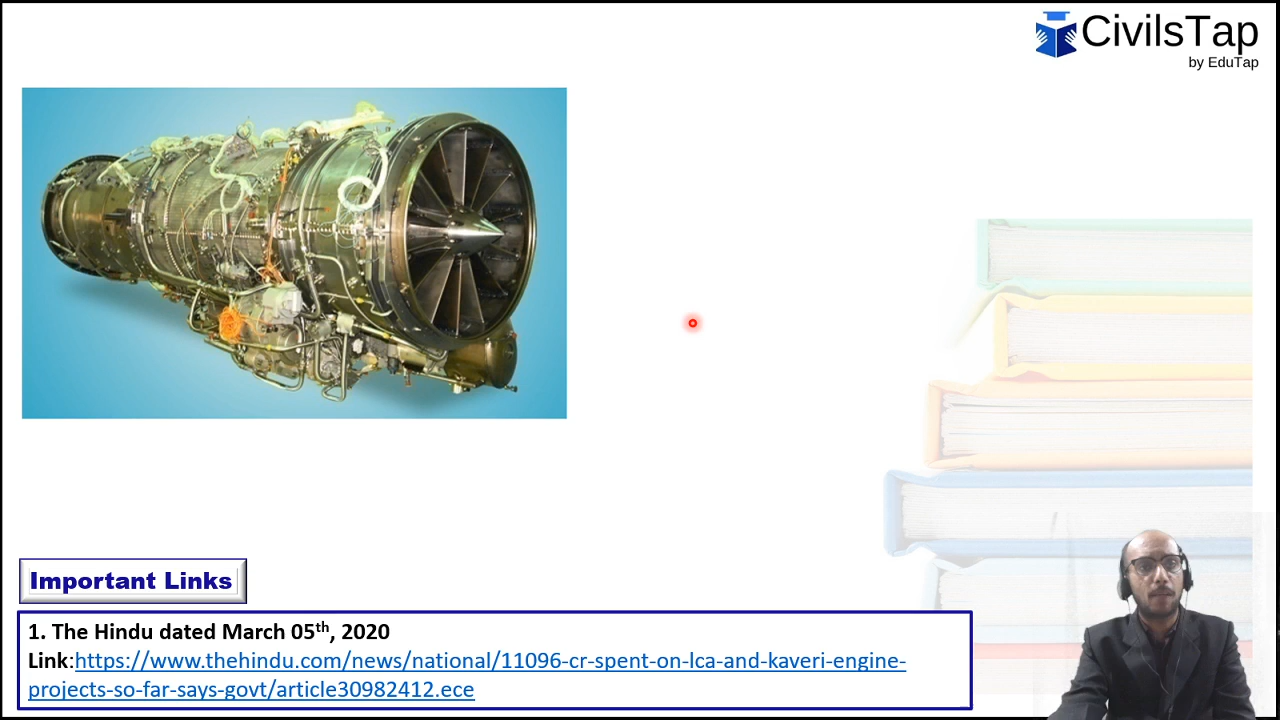 CivilsTap
by EduTap
Important Links
1. The Hindu dated March 05th, 2020
Link:https://www.thehindu.com/news/national/11096-cr-spent-on-lca-and-kaveri-engine-
projects-so-far-says-govt/article30982412.ece